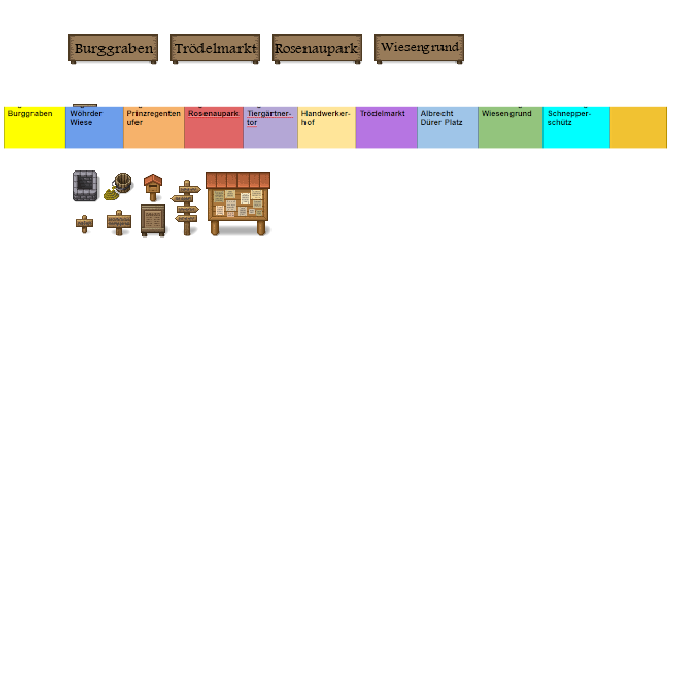 Burggraben
Trödelmarkt
Rosenaupark
Wiesengrund
Burggraben
Wöhrder
Wiese
Prinzregenten
ufer
Rosenaupark
Tiergärtner-
tor
Handwerker-
hof
Trödelmarkt
Albrecht
Dürer Platz
Wiesengrund
Schnepper-
schütz